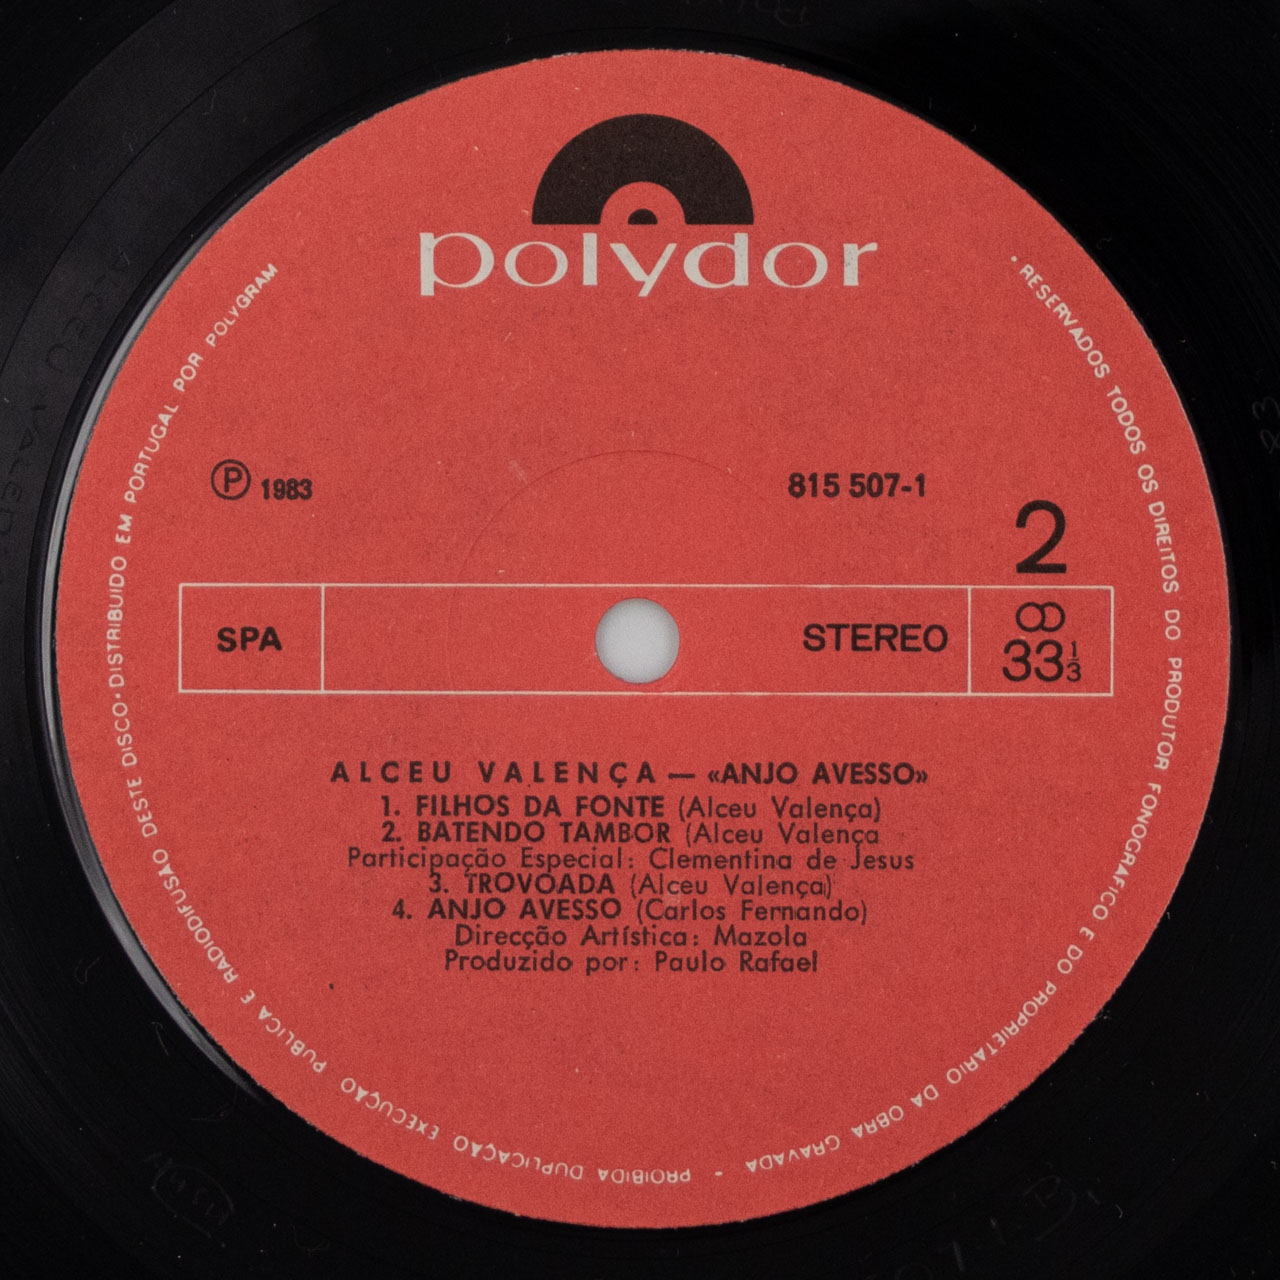 polydor
Ⓟ 1983
815 507-1
2
SPA
STEREO
33 1/3
ALCEU VALENÇA — «ANJO AVESSO»
1. FILHOS DA FONTE (Alceu Valença)
2. BATENDO TAMBOR (Alceu Valença
Participação Especial: Clementina de Jesus
3. TROVOADA (Alceu Valença)
4. ANJO AVESSO (Carlos Fernando)
Direcção Artística: Mazola
Produzido por: Paulo Rafael
• RESERVADOS TODOS OS DIREITOS DO PRODUTOR FONOGRAFICO E DO PROPRIETARIO DA OBRA GRAVADA - PROIBIDA DUPLICAÇÃO EXECUÇÃO PUBLICA E RADIODIFUSAO DESTE DISCO• DISTRIBUIDO EM PORTUGAL POR POLYGRAM